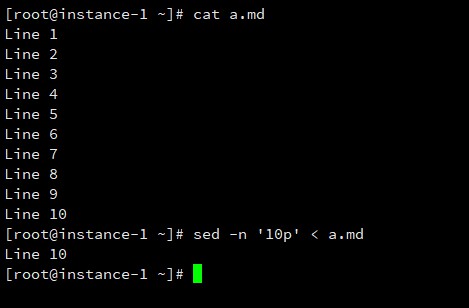 [root@instance-1 ~]# cat a.md
Line 1
Line 2
Line 3
Line 4
Line 5
Line 6
Line 7
Line 8
Line 9
Line 10
[root@instance-1 ~]# sed -n '10p' < a.md
Line 10
[root@instance-1 ~]#